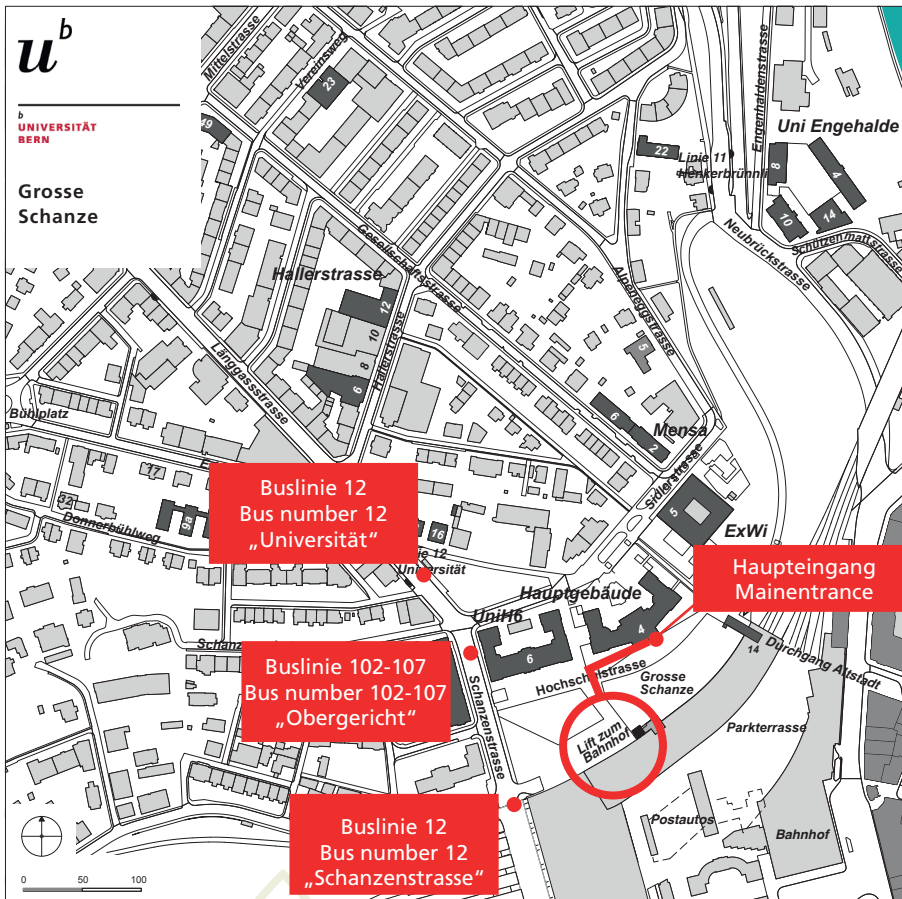 u
b
b
UNIVERSITÄT
BERN
Grosse
Schanze
Mittelstrasse
Vereinsweg
23
49
Engehaldenstrasse
Uni Engehalde
22
Linie 11
Henkerbrünnli
8
4
10
14
Schützenmattstrasse
Neubrückstrasse
Gesellschaftsstrasse
Hallerstrasse
12
10
8
6
Hallerstrasse
Länggassstrasse
Alpeneggstrasse
5
Bühlplatz
6
Mensa
2
Sidlerstrasse
17
32
9a
Donnerbühlweg
Buslinie 12
Bus number 12
„Universität“
16
Universität
5
ExWi
Haupteingang
Mainentrance
Hauptgebäude
UniH6
4
6
14
Durchgang Altstadt
Hochschulstrasse
Grosse
Schanze
Buslinie 102-107
Bus number 102-107
„Obergericht“
Schanzenstrasse
Lift zum
Bahnhof
Parkterrasse
Postautos
Bahnhof
Buslinie 12
Bus number 12
„Schanzenstrasse“
0 50 100